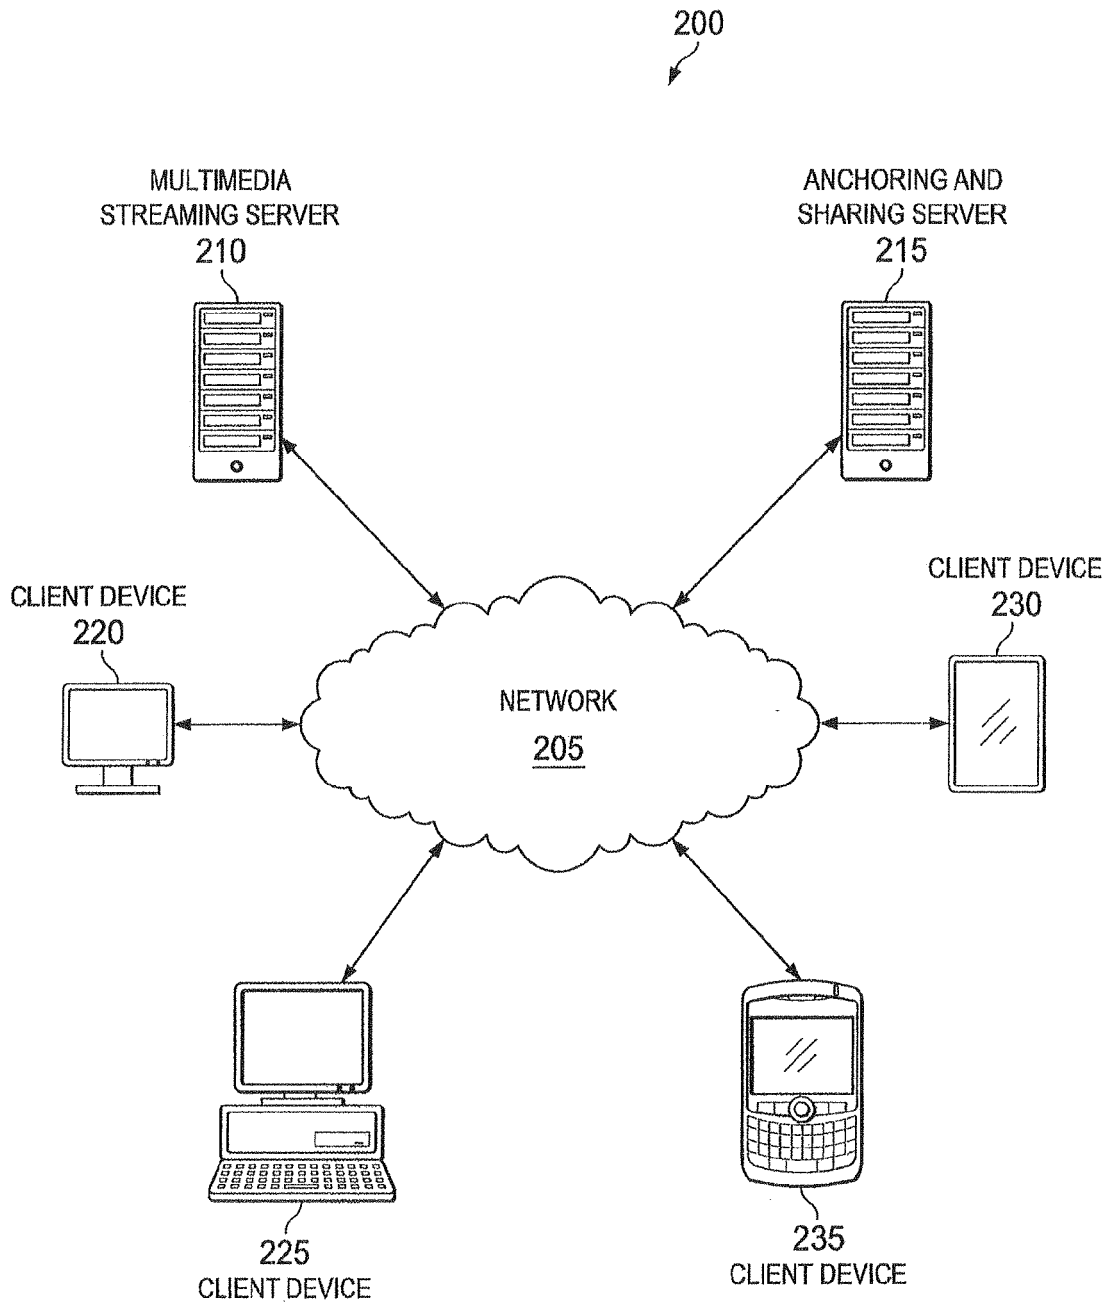 200
MULTIMEDIA
STREAMING SERVER
210
ANCHORING AND
SHARING SERVER
215
CLIENT DEVICE
220
CLIENT DEVICE
230
NETWORK
205
225
CLIENT DEVICE
235
CLIENT DEVICE